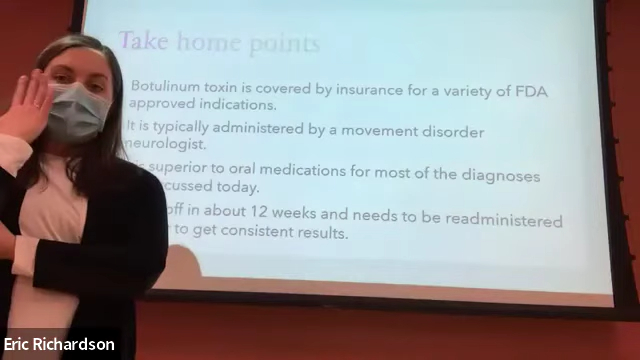 Take home points
Botulinum toxin is covered by insurance for a variety of FDA
approved indications.
It is typically administered by a movement disorder
neurologist.
superior to oral medications for most of the diagnoses
cussed today.
off in about 12 weeks and needs to be readministered
to get consistent results.
Eric Richardson